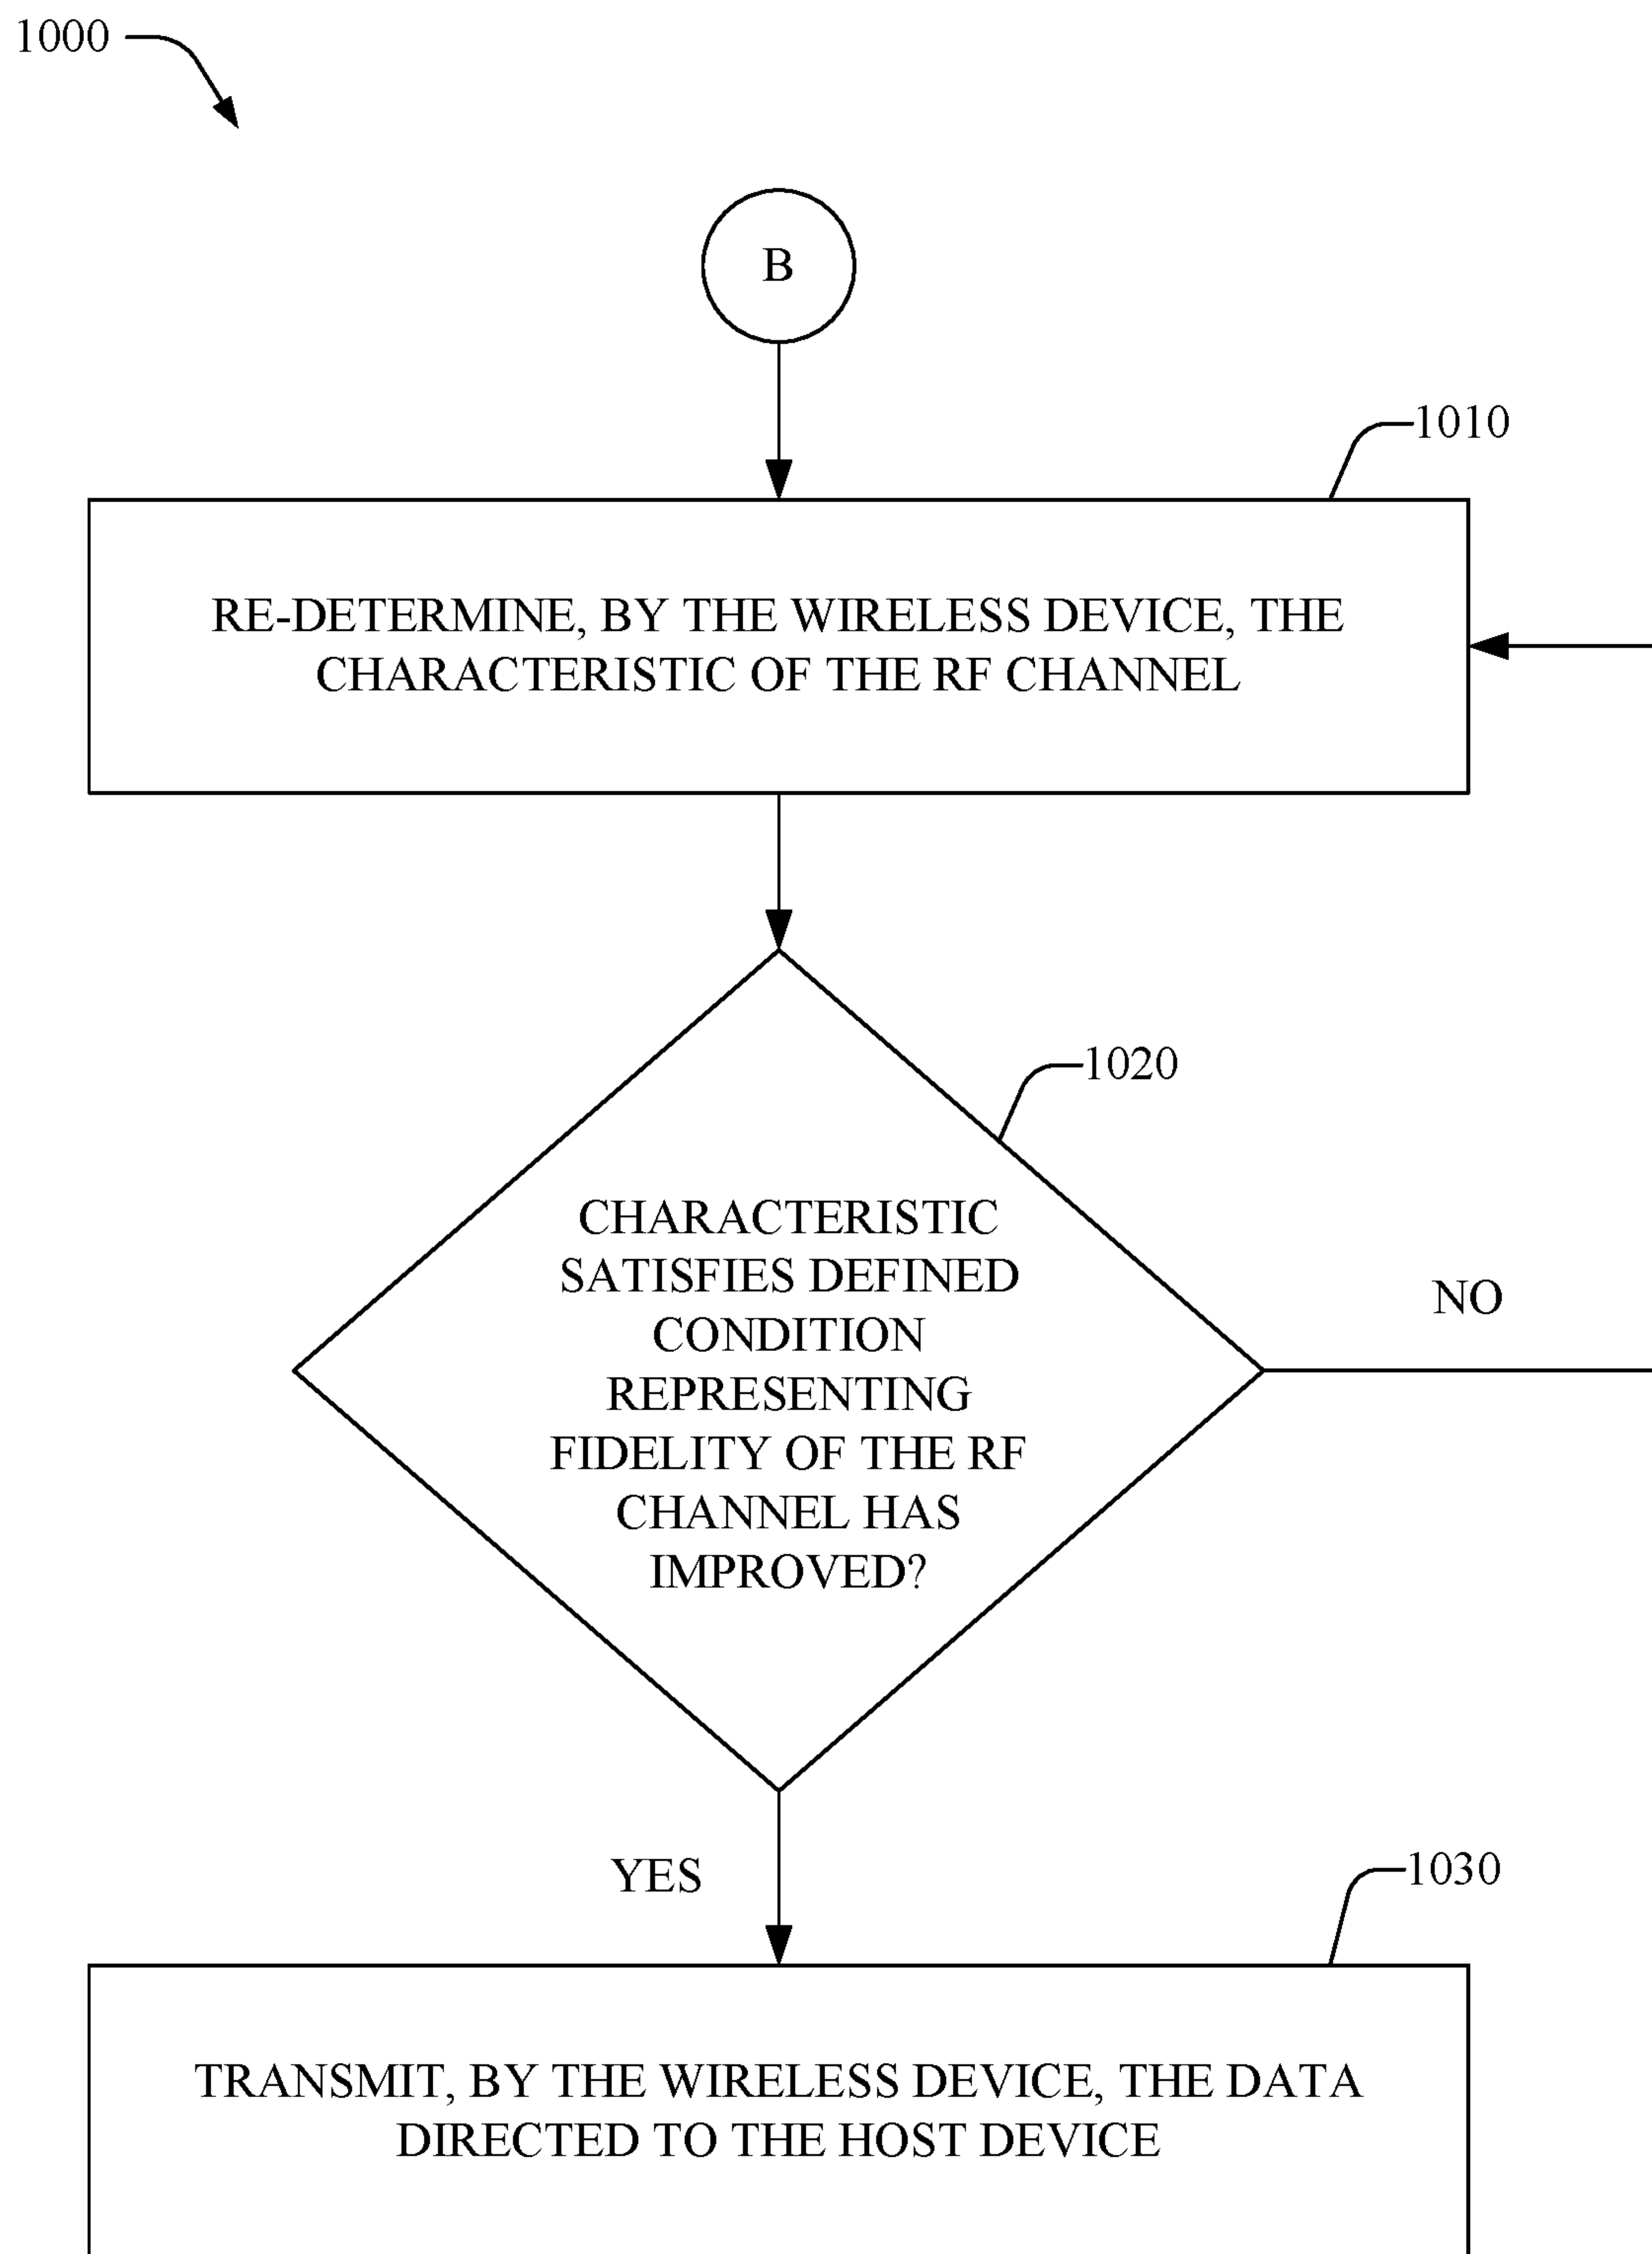 1000
B
1010
RE-DETERMINE, BY THE WIRELESS DEVICE, THE
CHARACTERISTIC OF THE RF CHANNEL
1020
CHARACTERISTIC
SATISFIES DEFINED
CONDITION
REPRESENTING
FIDELITY OF THE RF
CHANNEL HAS
IMPROVED?
NO
YES
1030
TRANSMIT, BY THE WIRELESS DEVICE, THE DATA
DIRECTED TO THE HOST DEVICE